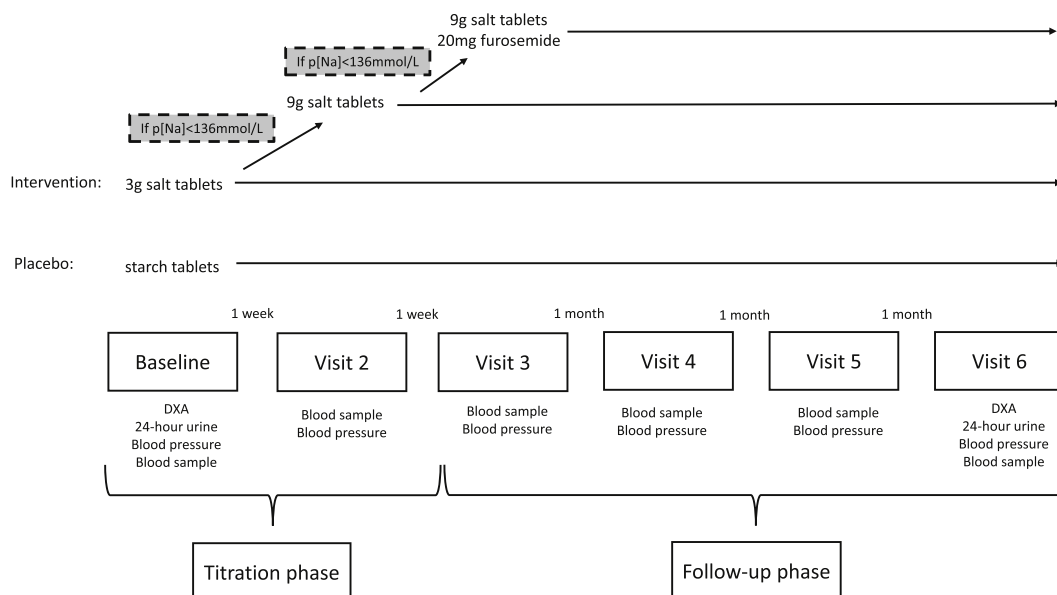 9g salt tablets
20mg furosemide
If p[Na]<136mmol/L
9g salt tablets
If p[Na]<136mmol/L
Intervention: 3g salt tablets
Placebo: starch tablets
1 week 1 week 1 month 1 month 1 month
Baseline Visit 2 Visit 3 Visit 4 Visit 5 Visit 6
DXA
24-hour urine
Blood pressure
Blood sample
Blood sample
Blood pressure
Blood sample
Blood pressure
Blood sample
Blood pressure
Blood sample
Blood pressure
DXA
24-hour urine
Blood pressure
Blood sample
Titration phase
Follow-up phase